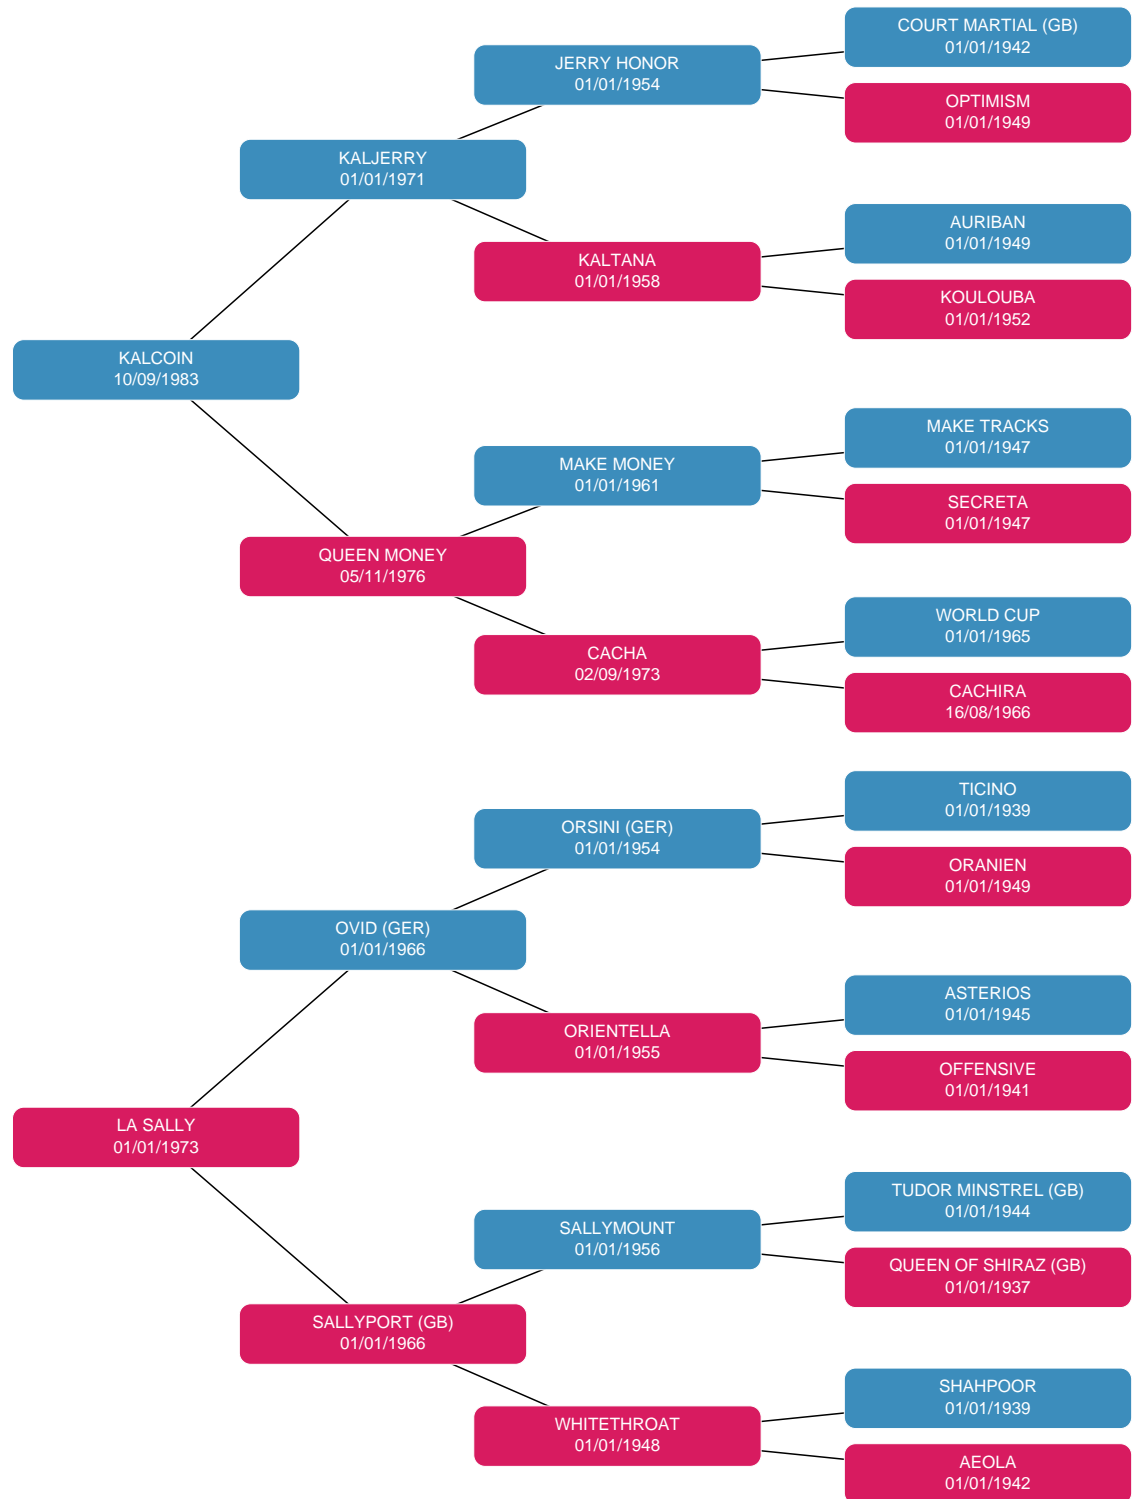 COURT MARTIAL (GB)
01/01/1942
JERRY HONOR
01/01/1954
OPTIMISM
01/01/1949
KALJERRY
01/01/1971
AURIBAN
01/01/1949
KALTANA
01/01/1958
KOULOUBA
01/01/1952
KALCOIN
10/09/1983
MAKE TRACKS
01/01/1947
MAKE MONEY
01/01/1961
SECRETA
01/01/1947
QUEEN MONEY
05/11/1976
WORLD CUP
01/01/1965
CACHA
02/09/1973
CACHIRA
16/08/1966
TICINO
01/01/1939
ORSINI (GER)
01/01/1954
ORANIEN
01/01/1949
OVID (GER)
01/01/1966
ASTERIOS
01/01/1945
ORIENTELLA
01/01/1955
OFFENSIVE
01/01/1941
LA SALLY
01/01/1973
TUDOR MINSTREL (GB)
01/01/1944
SALLYMOUNT
01/01/1956
QUEEN OF SHIRAZ (GB)
01/01/1937
SALLYPORT (GB)
01/01/1966
SHAHPOOR
01/01/1939
WHITETHROAT
01/01/1948
AEOLA
01/01/1942